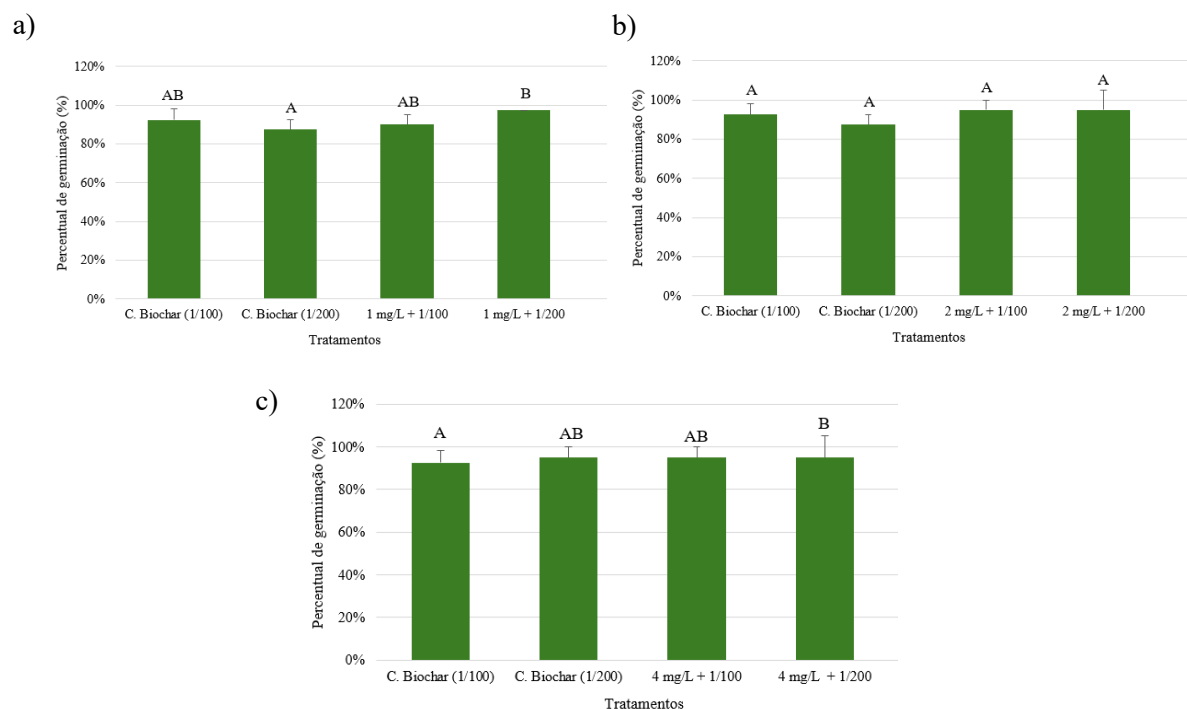 a)
Percentual de germinação (%)
120%
100%
80%
60%
40%
20%
0%
AB
A
AB
B
C. Biochar (1/100)
C. Biochar (1/200)
1 mg/L + 1/100
1 mg/L + 1/200
Tratamentos
b)
Percentual de germinação (%)
120%
100%
80%
60%
40%
20%
0%
A
A
A
A
C. Biochar (1/100)
C. Biochar (1/200)
2 mg/L + 1/100
2 mg/L + 1/200
Tratamentos
c)
Percentual de germinação (%)
120%
100%
80%
60%
40%
20%
0%
A
AB
AB
B
C. Biochar (1/100)
C. Biochar (1/200)
4 mg/L + 1/100
4 mg/L + 1/200
Tratamentos